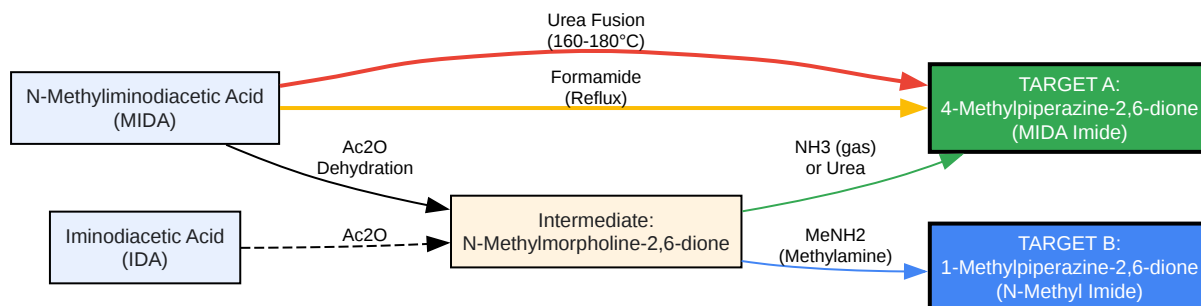 Urea Fusion
(160-180°C)
N-Methyliminodiacetic Acid
(MIDA)
Formamide
(Reflux)
TARGET A:
4-Methylpiperazine-2,6-dione
(MIDA Imide)
Ac2O
Dehydration
NH3 (gas)
or Urea
Iminodiacetic Acid
(IDA)
Ac2O
Intermediate:
N-Methylmorpholine-2,6-dione
MeNH2
(Methylamine)
TARGET B:
1-Methylpiperazine-2,6-dione
(N-Methyl Imide)